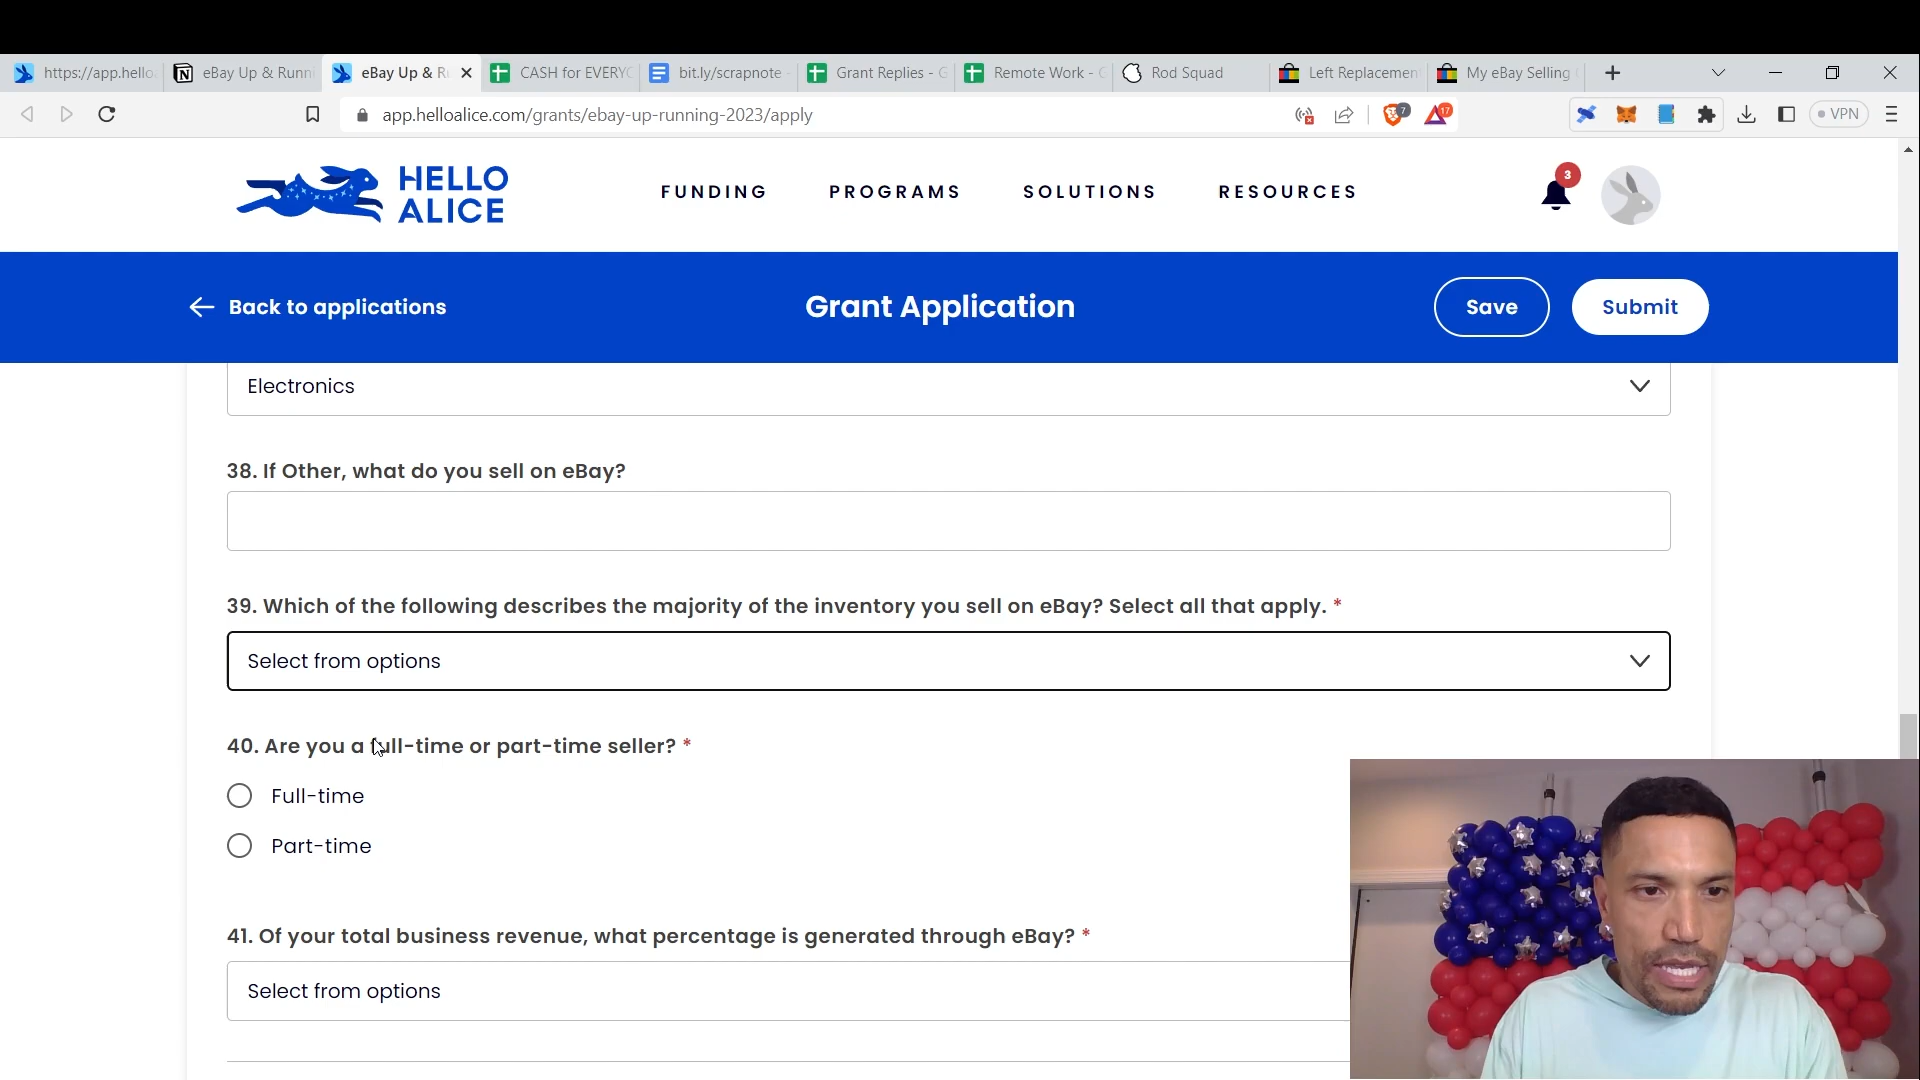 https://app.hello
eBay Up & Runni
eBay Up & R
CASH for EVERYO
bit.ly/scrapnote -
Grant Replies - G
Remote Work - G
Rod Squad
Left Replacemen
My eBay Selling
app.helloalice.com/grants/ebay-up-running-2023/apply
7
17
VPN
HELLO
ALICE
FUNDING
PROGRAMS
SOLUTIONS
RESOURCES
3
Back to applications
Grant Application
Save
Submit
Electronics
38. If Other, what do you sell on eBay?
39. Which of the following describes the majority of the inventory you sell on eBay? Select all that apply. *
Select from options
40. Are you a full-time or part-time seller? *
Full-time
Part-time
41. Of your total business revenue, what percentage is generated through eBay? *
Select from options